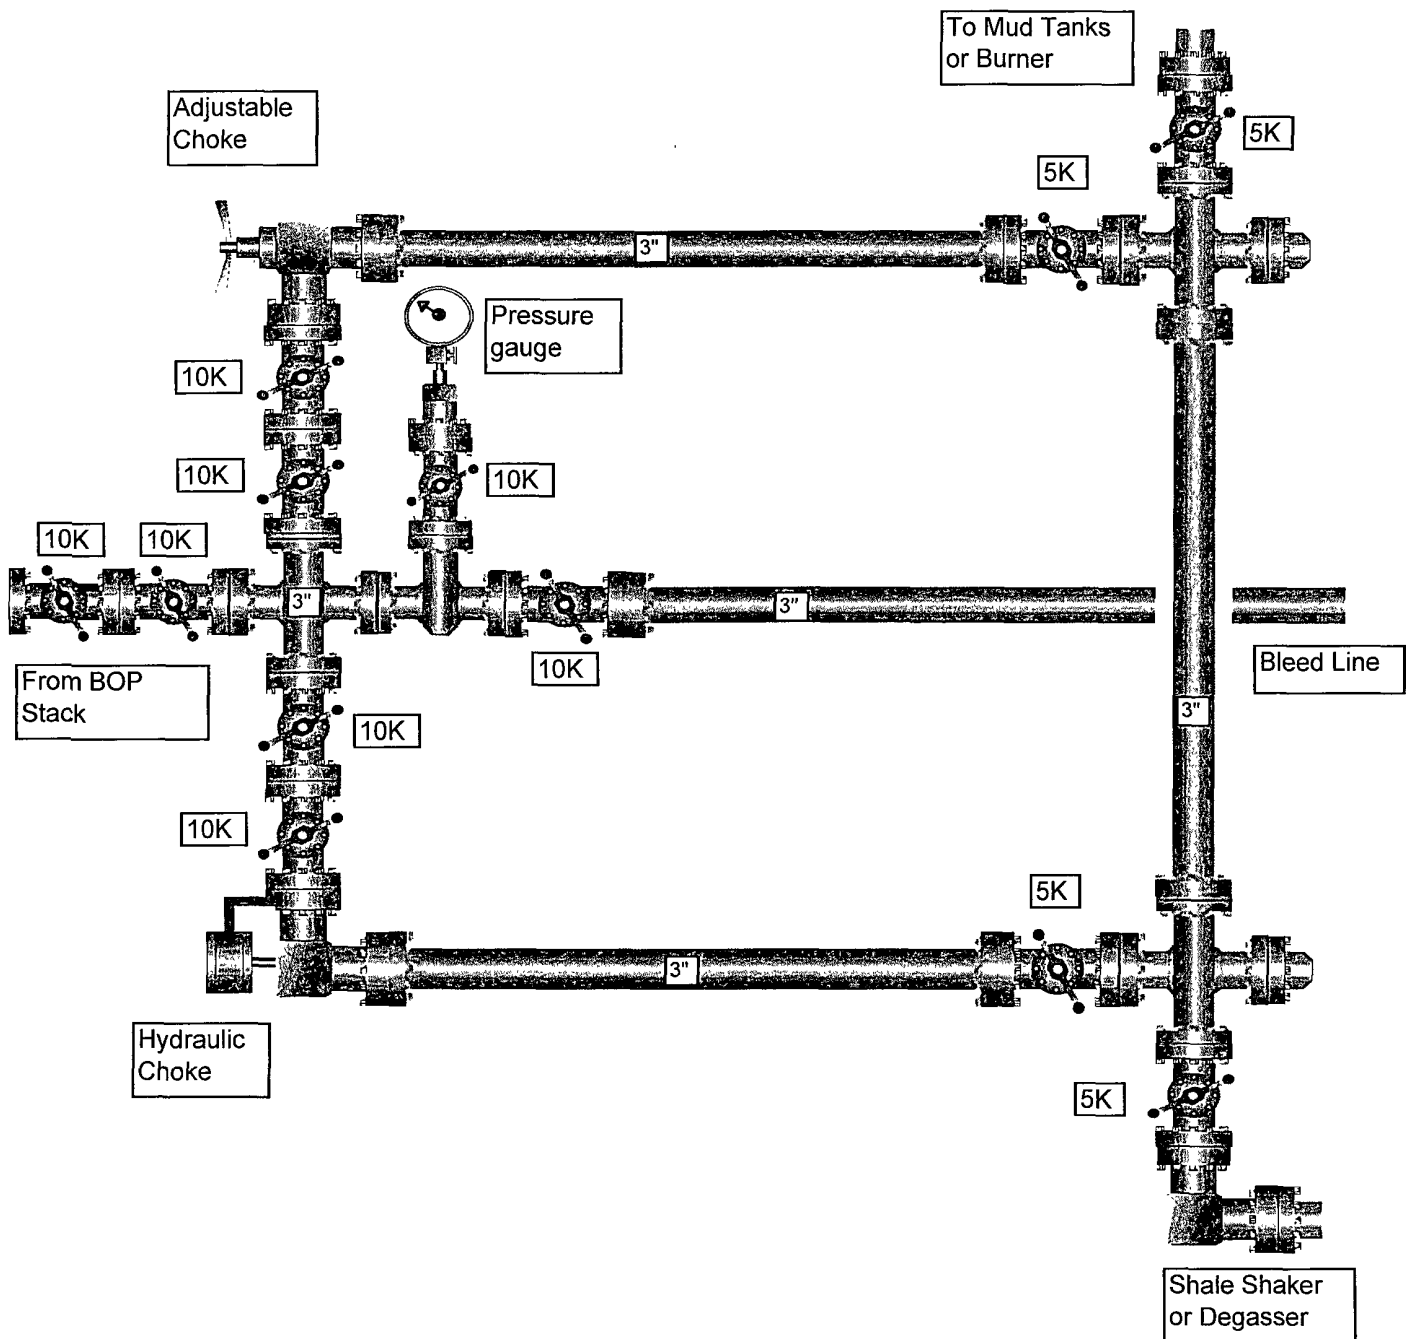 To Mud Tanks
or Burner
Adjustable
Choke
5K
5K
3"
Pressure
gauge
10K
10K
10K
10K
10K
3"
3"
10K
From BOP
Stack
Bleed Line
3"
10K
10K
5K
3"
Hydraulic
Choke
5K
Shale Shaker
or Degasser